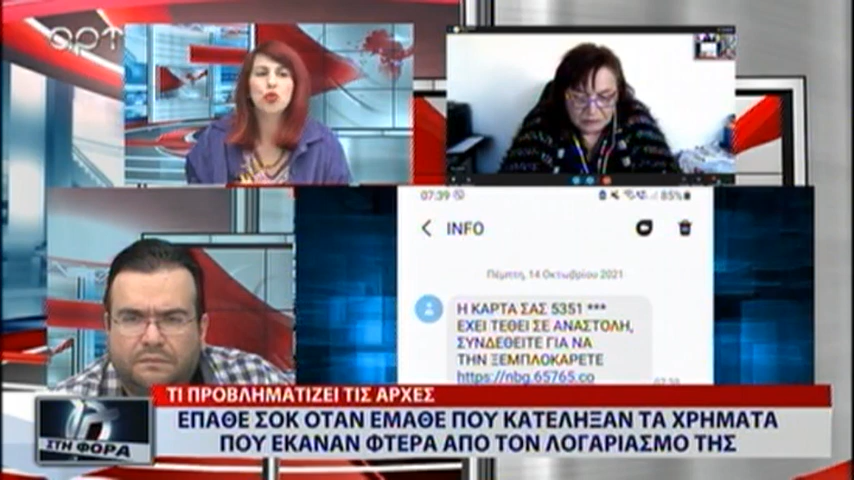 αρτ
07:39
85%
INFO
Πέμπτη, 14 Οκτωβρίου 2021
Η ΚΑΡΤΑ ΣΑΣ 5351 ***
ΕΧΕΙ ΤΕΘΕΙ ΣΕ ΑΝΑΣΤΟΛΗ,
ΣΥΝΔΕΘΕΙΤΕ ΓΙΑ ΝΑ
ΤΗΝ ΞΕΜΠΛΟΚΑΡΕΤΕ
https://nbg.65765.co
ΤΙ ΠΡΟΒΛΗΜΑΤΙΖΕΙ ΤΙΣ ΑΡΧΕΣ
ΕΠΑΘΕ ΣΟΚ ΟΤΑΝ ΕΜΑΘΕ ΠΟΥ ΚΑΤΕΛΗΞΑΝ ΤΑ ΧΡΗΜΑΤΑ
ΠΟΥ ΕΚΑΝΑΝ ΦΤΕΡΑ ΑΠΟ ΤΟΝ ΛΟΓΑΡΙΑΣΜΟ ΤΗΣ
ΣΤΗ ΦΟΡΑ